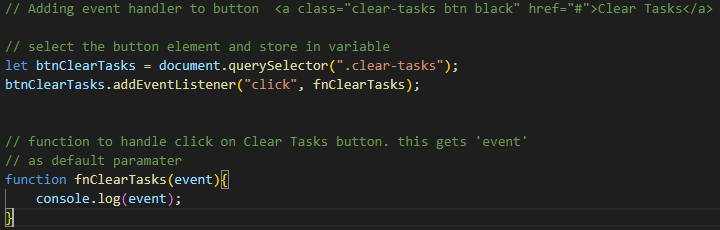 // Adding event handler to button  <a class="clear-tasks btn black" href="#">Clear Tasks</a>
// select the button element and store in variable
let btnClearTasks = document.querySelector(".clear-tasks");
btnClearTasks.addEventListener("click", fnClearTasks);
// function to handle click on Clear Tasks button. this gets 'event'
// as default paramater
function fnClearTasks(event){
    console.log(event);
}